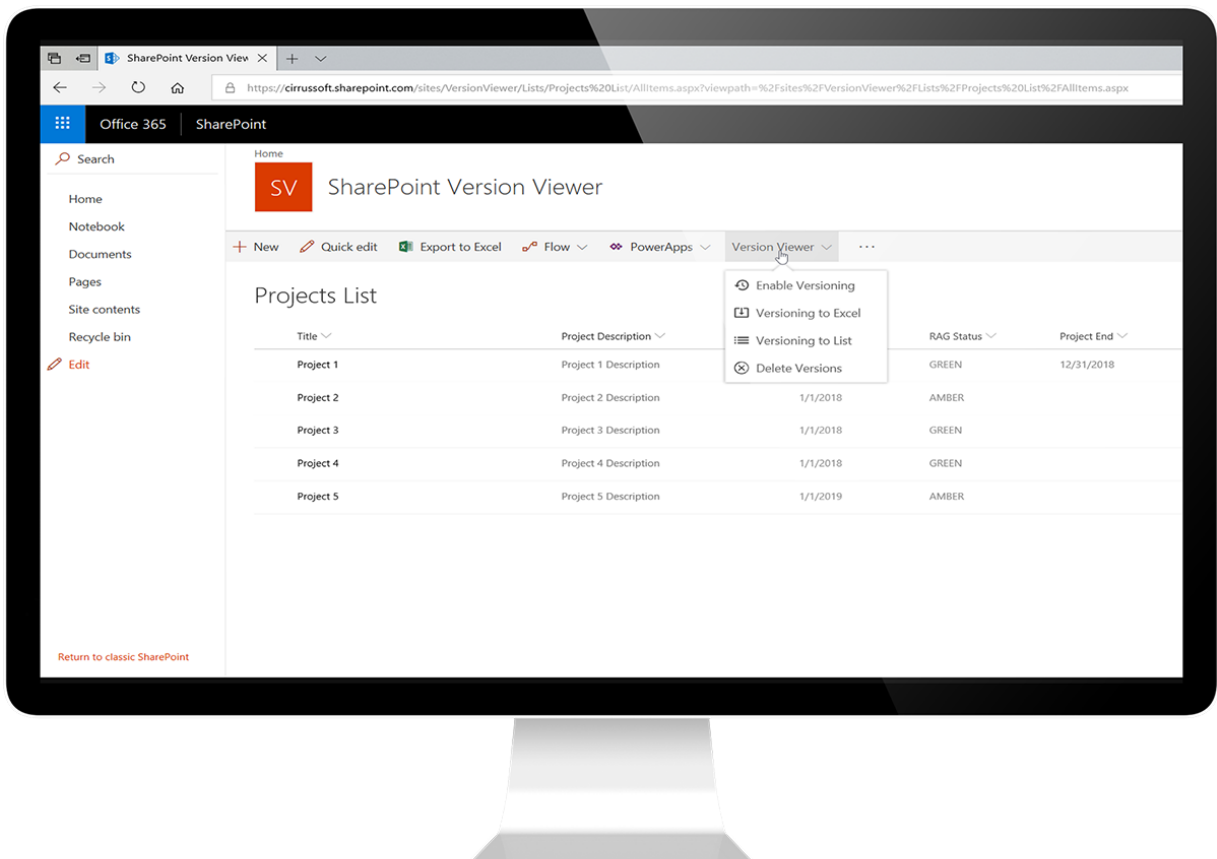 SharePoint Version View
https://cirrussoft.sharepoint.com/sites/VersionViewer/Lists/Projects%20List/AllItems.aspx?viewpath=%2Fsites%2FVersionViewer%2FLists%2FProjects%20List%2FAllItems.aspx
Office 365 SharePoint
Search
Home
Notebook
Documents
Pages
Site contents
Recycle bin
Edit
Return to classic SharePoint
Home
SV SharePoint Version Viewer
New Quick edit Export to Excel Flow PowerApps Version Viewer ...
Enable Versioning
Versioning to Excel
Versioning to List
Delete Versions
Projects List
Title Project Description RAG Status Project End
Project 1 Project 1 Description GREEN 12/31/2018
Project 2 Project 2 Description 1/1/2018 AMBER
Project 3 Project 3 Description 1/1/2018 GREEN
Project 4 Project 4 Description 1/1/2018 GREEN
Project 5 Project 5 Description 1/1/2019 AMBER